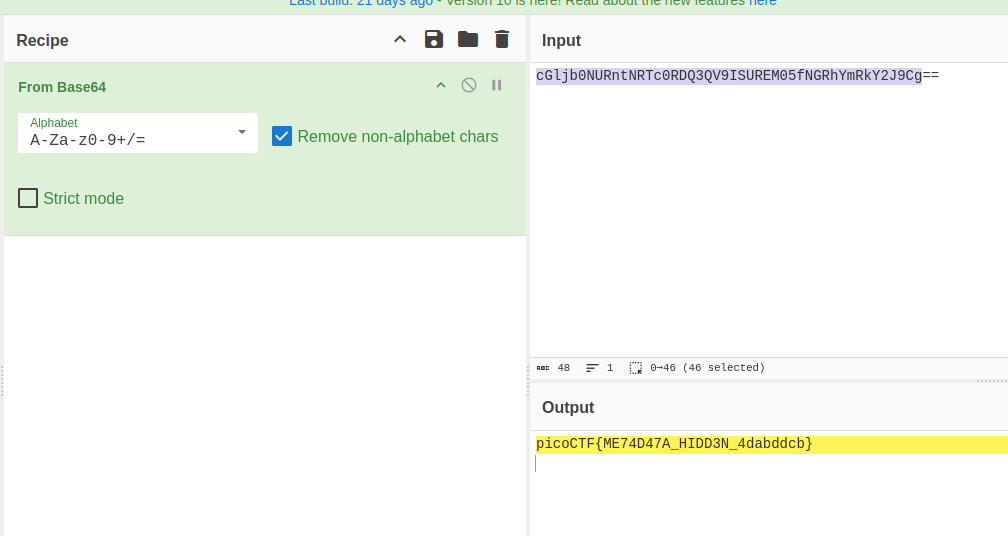 Last build: 21 days ago - Version 10 is here! Read about the new features here
Recipe
From Base64
Alphabet
A-Za-z0-9+/=
Remove non-alphabet chars
Strict mode
Input
cGljb0NURntNRTc0RDQ3QV9ISUREM05fNGRhYmRkY2J9Cg==
ABC 48 1 0→46 (46 selected)
Output
picoCTF{ME74D47A_HIDD3N_4dabddcb}